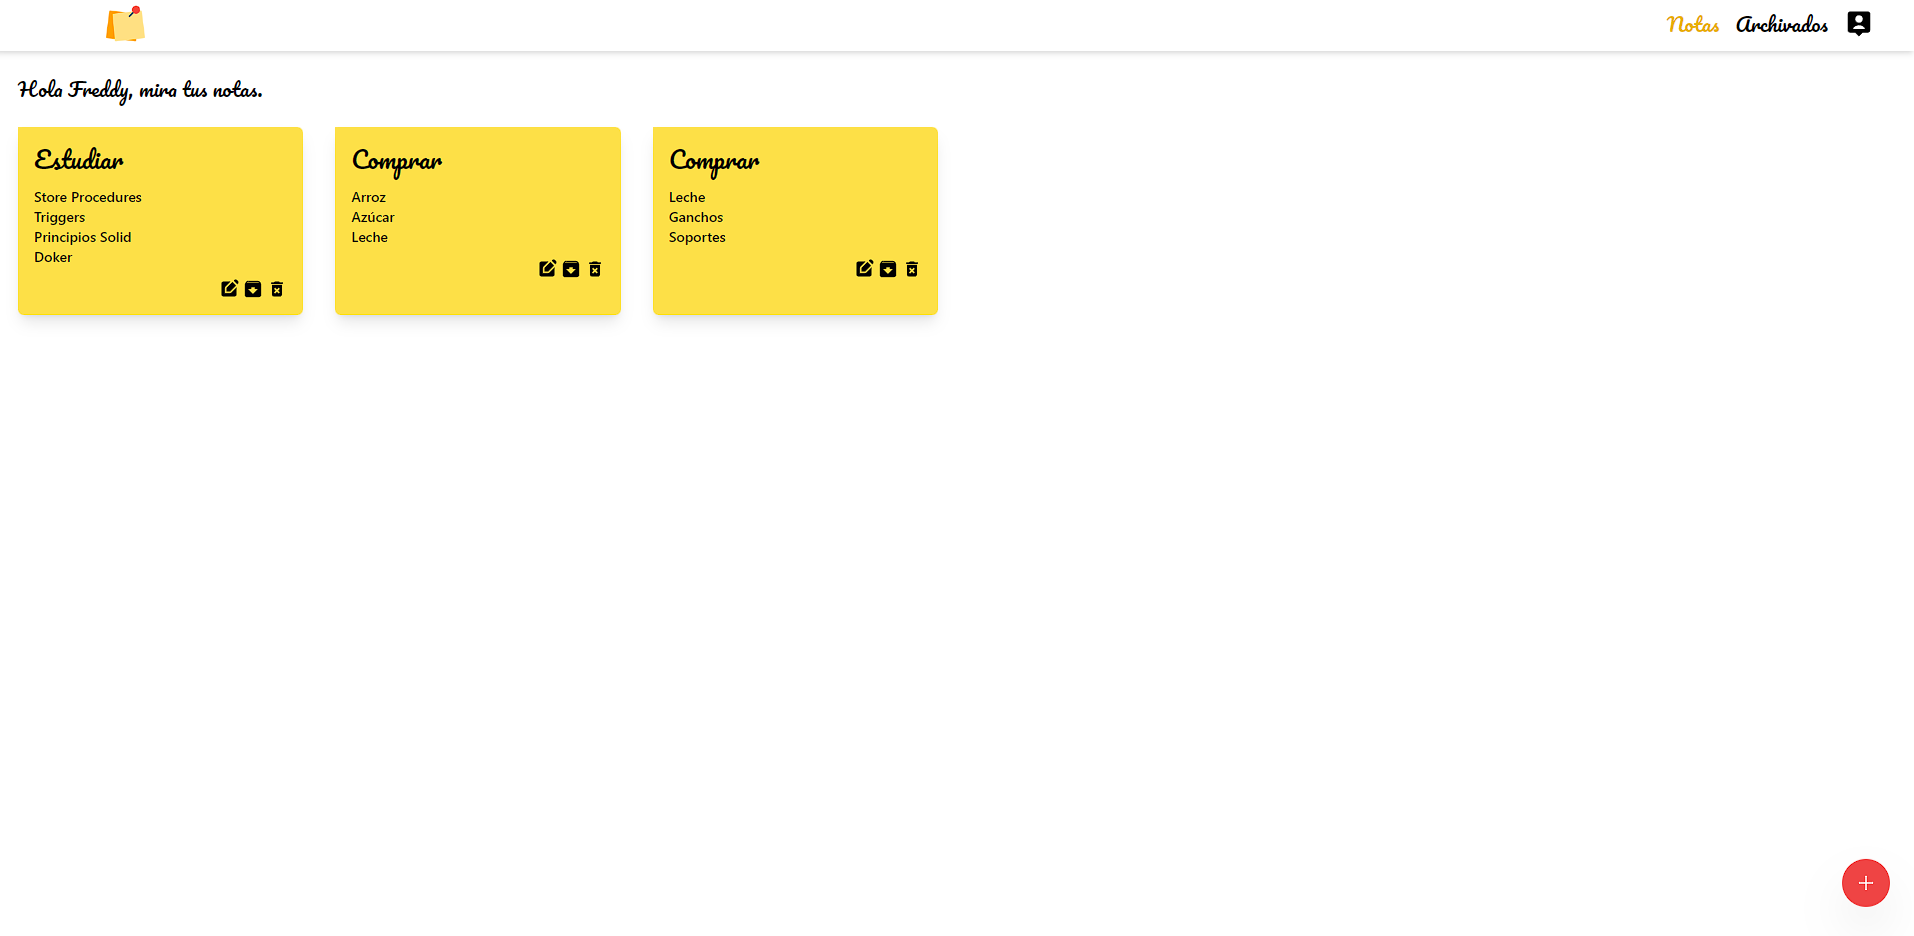 Notas
Archivados
Hola Freddy, mira tus notas.
Estudiar
Store Procedures
Triggers
Principios Solid
Doker
Comprar
Arroz
Azúcar
Leche
Comprar
Leche
Ganchos
Soportes